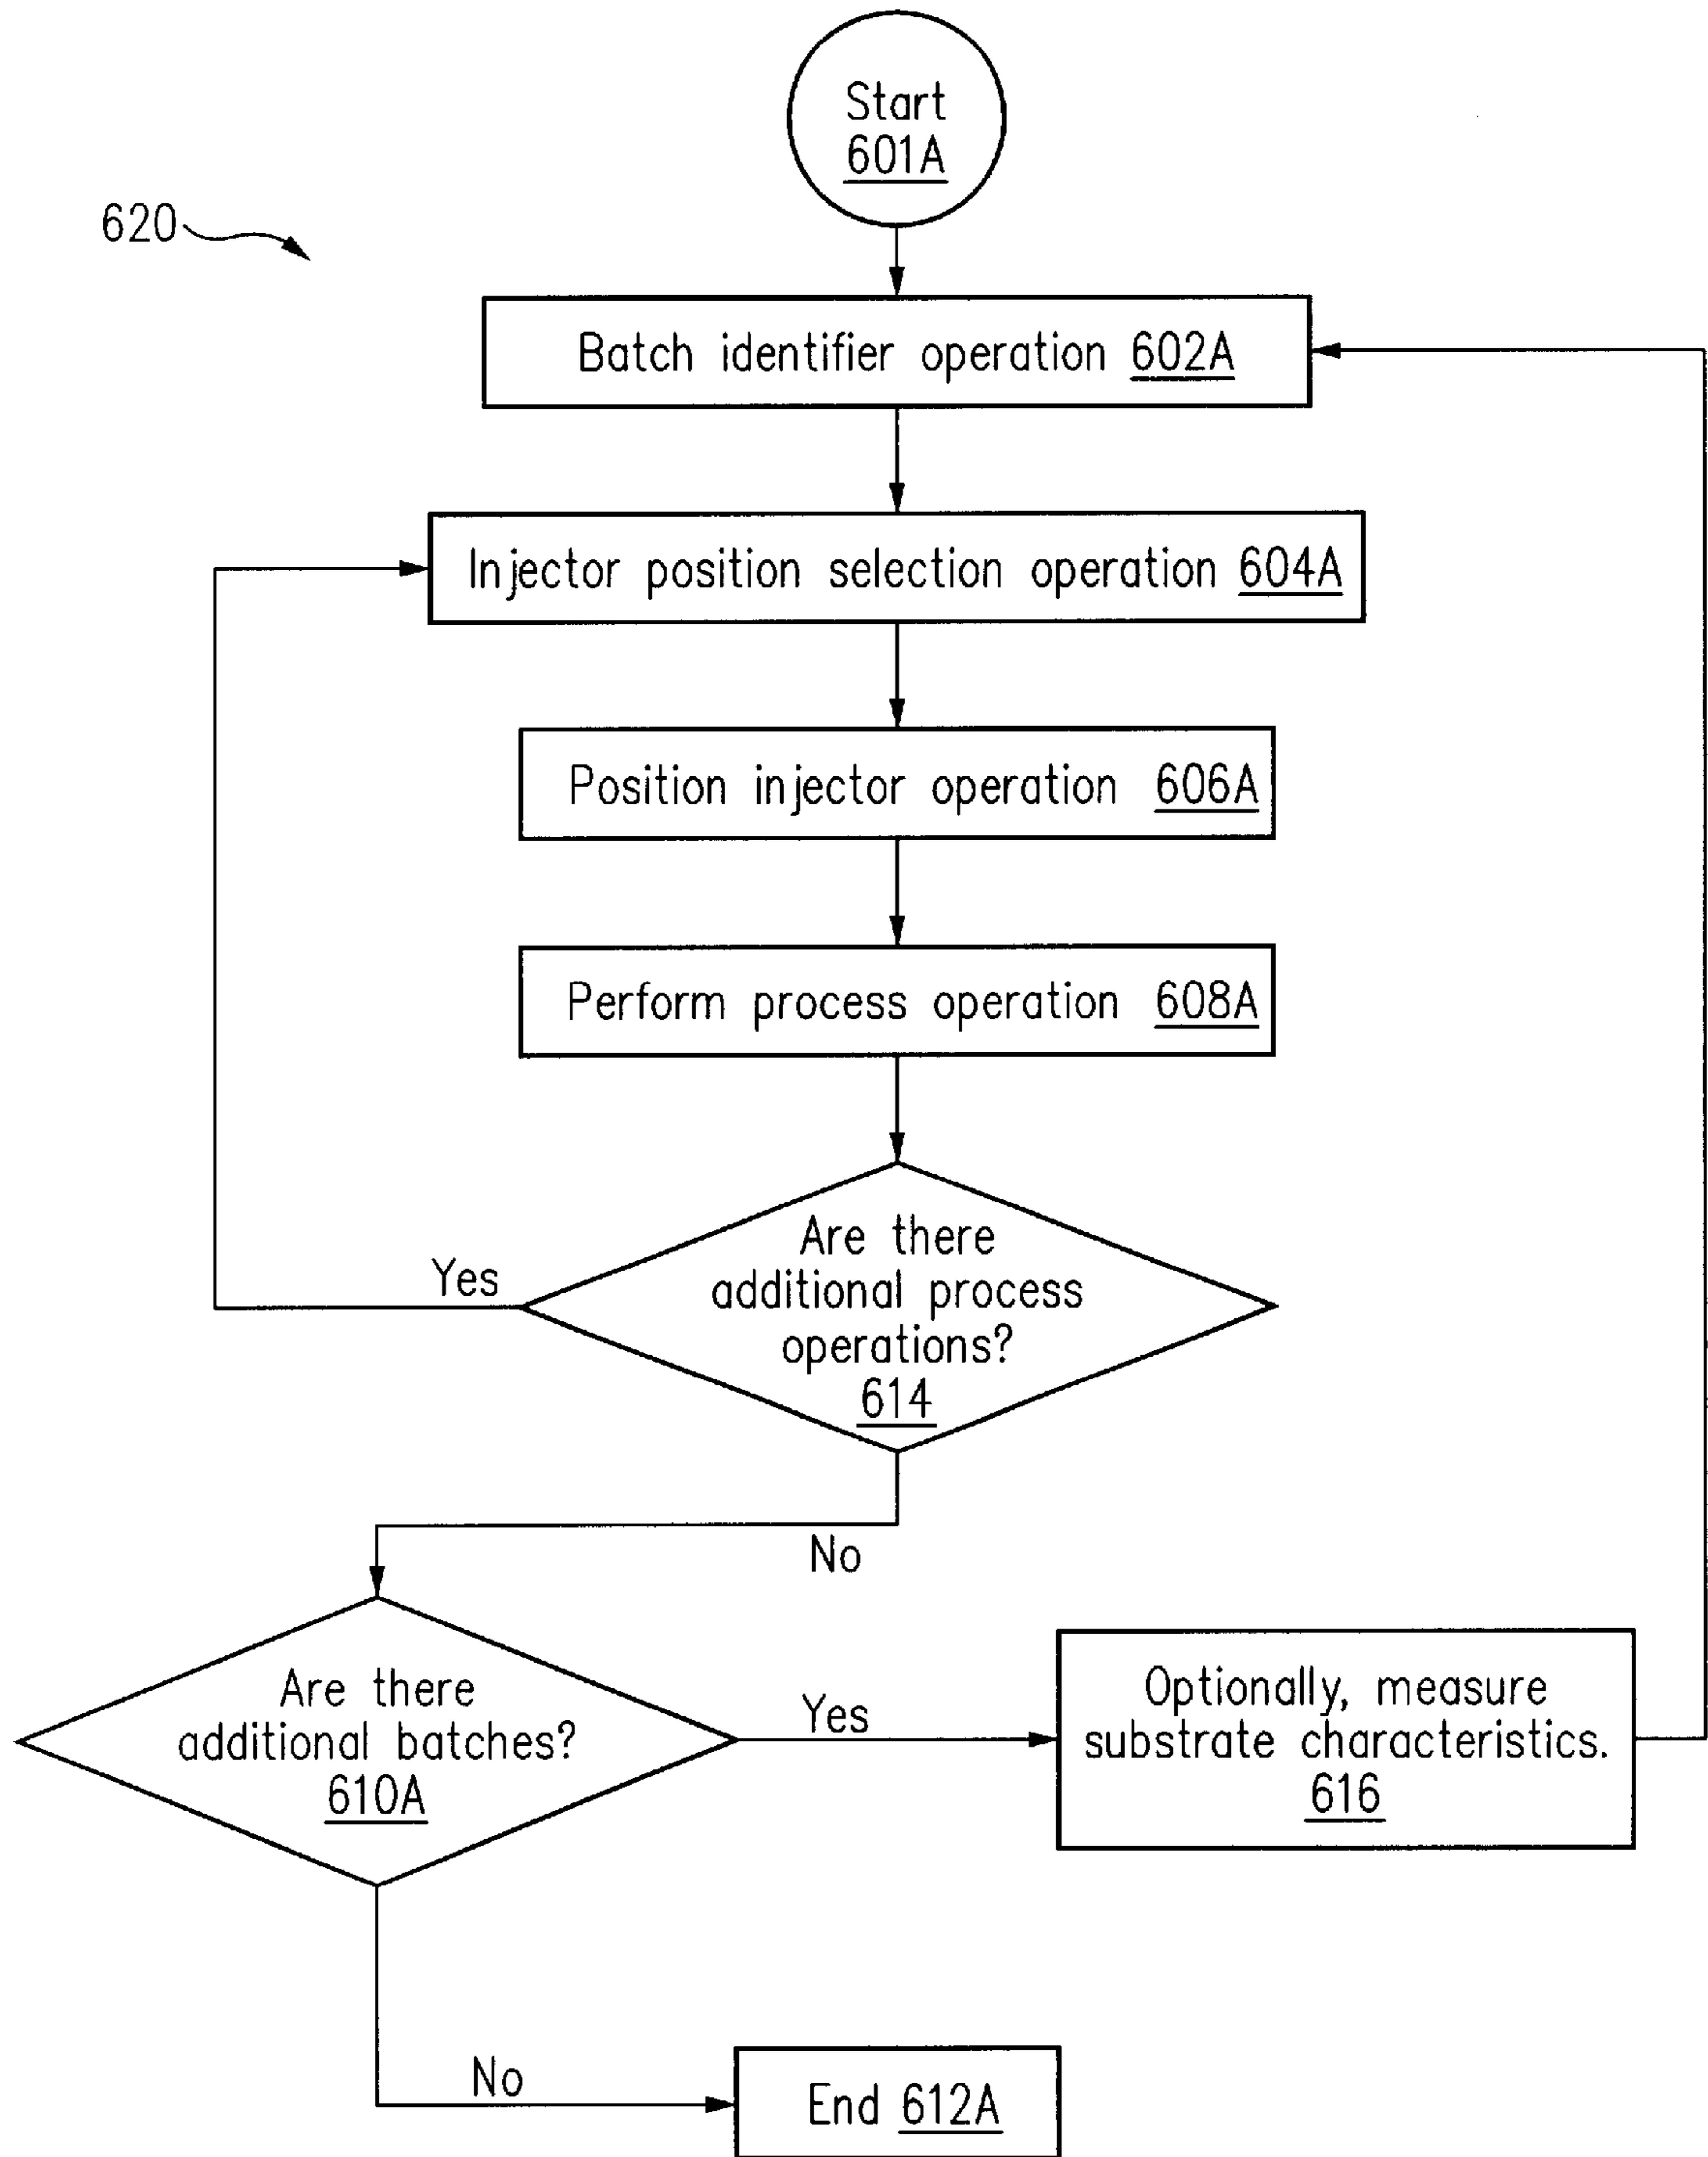 Start
601A
620
Batch identifier operation 602A
Injector position selection operation 604A
Position injector operation 606A
Perform process operation 608A
Are there
additional process
operations?
614
Yes
No
Are there
additional batches?
610A
Yes
Optionally, measure
substrate characteristics.
616
No
End 612A